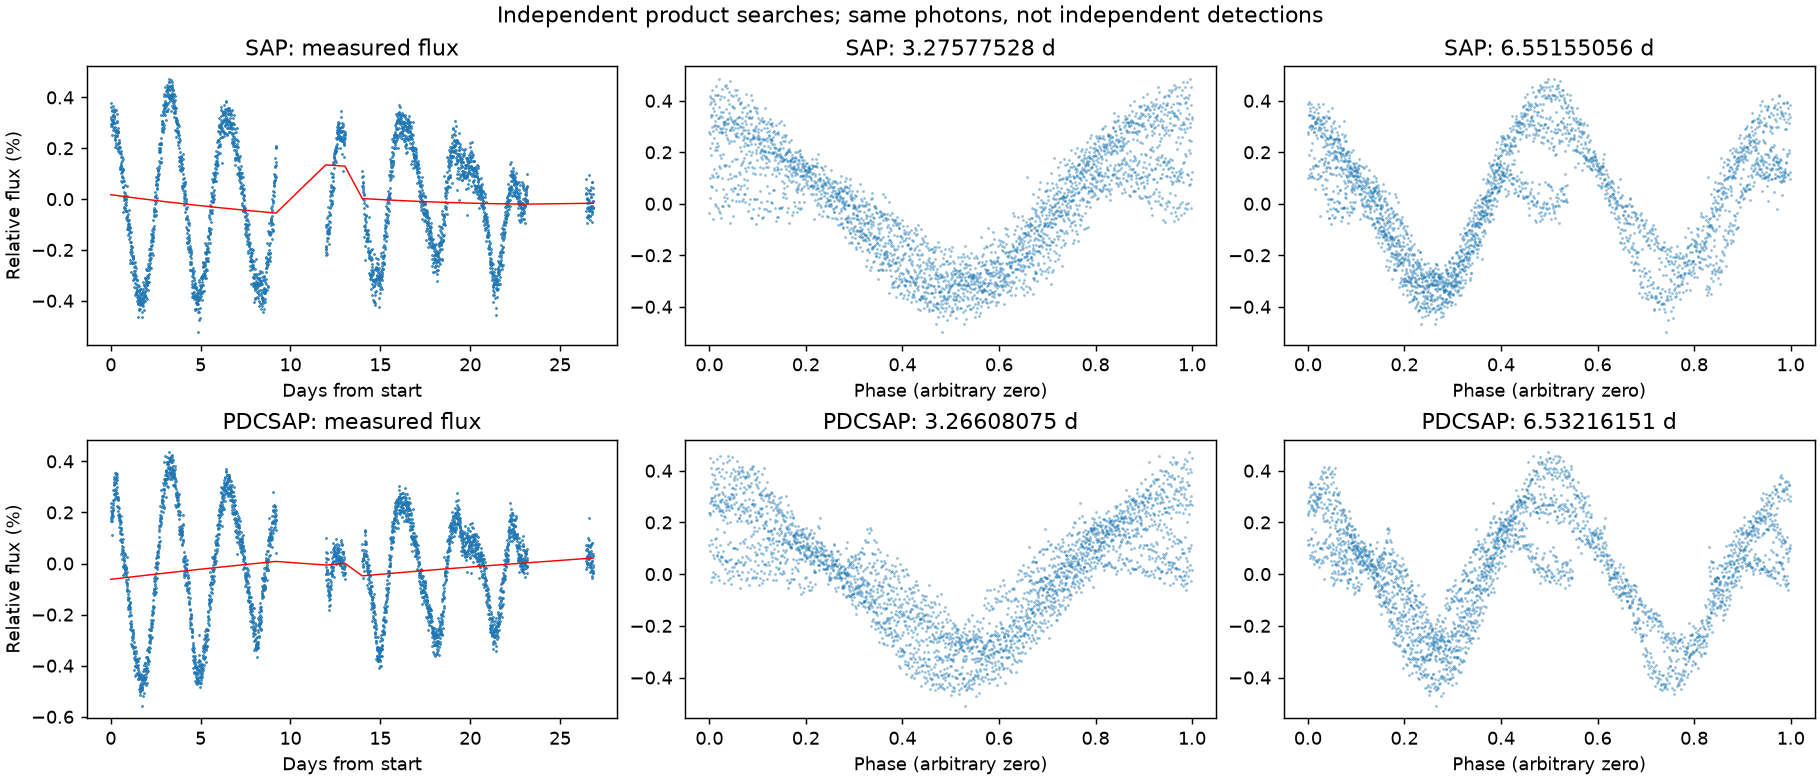 Independent product searches; same photons, not independent detections
SAP: measured flux
SAP: 3.27577528 d
SAP: 6.55155056 d
Relative flux (%)
0.4
0.2
0.0
−0.2
−0.4
0 5 10 15 20 25
Days from start
0.4
0.2
0.0
−0.2
−0.4
0.0 0.2 0.4 0.6 0.8 1.0
Phase (arbitrary zero)
0.4
0.2
0.0
−0.2
−0.4
0.0 0.2 0.4 0.6 0.8 1.0
Phase (arbitrary zero)
PDCSAP: measured flux
PDCSAP: 3.26608075 d
PDCSAP: 6.53216151 d
Relative flux (%)
0.4
0.2
0.0
−0.2
−0.4
−0.6
0 5 10 15 20 25
Days from start
0.4
0.2
0.0
−0.2
−0.4
0.0 0.2 0.4 0.6 0.8 1.0
Phase (arbitrary zero)
0.4
0.2
0.0
−0.2
−0.4
0.0 0.2 0.4 0.6 0.8 1.0
Phase (arbitrary zero)